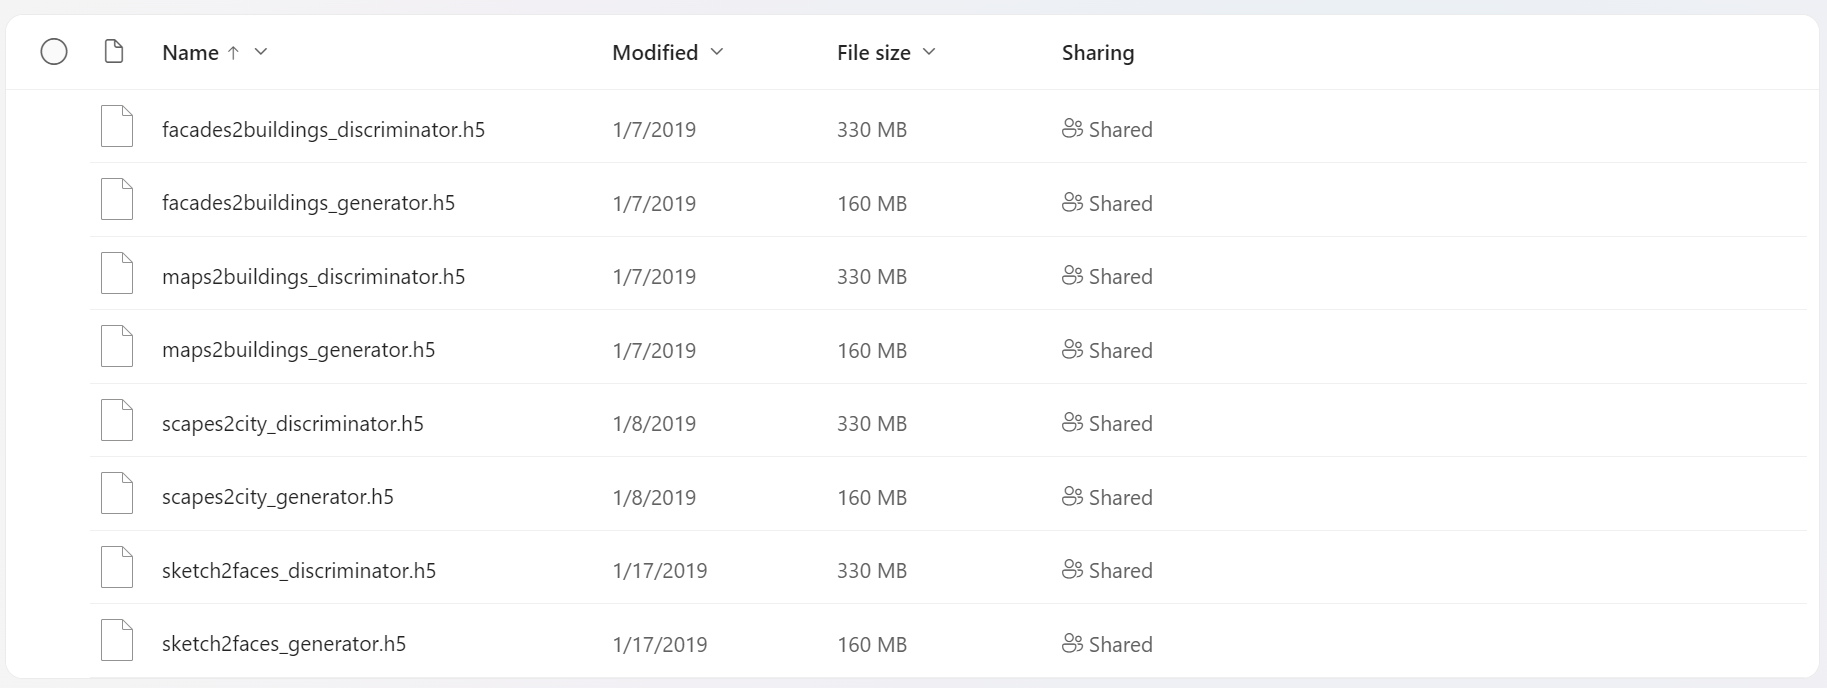 Name Modified File size Sharing
facades2buildings_discriminator.h5 1/7/2019 330 MB Shared
facades2buildings_generator.h5 1/7/2019 160 MB Shared
maps2buildings_discriminator.h5 1/7/2019 330 MB Shared
maps2buildings_generator.h5 1/7/2019 160 MB Shared
scapes2city_discriminator.h5 1/8/2019 330 MB Shared
scapes2city_generator.h5 1/8/2019 160 MB Shared
sketch2faces_discriminator.h5 1/17/2019 330 MB Shared
sketch2faces_generator.h5 1/17/2019 160 MB Shared